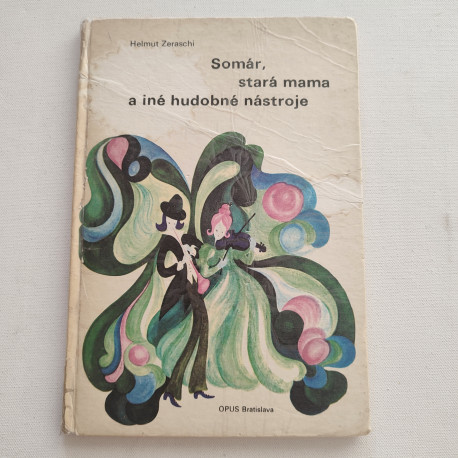 Helmut Zeraschi
Somár,
stará mama
a iné hudobné nástroje
OPUS Bratislava